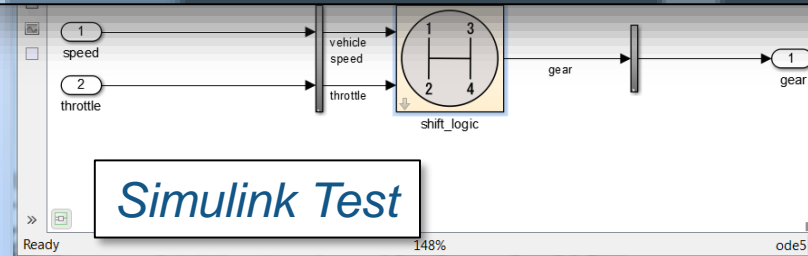 1
speed
2
throttle
vehicle
speed
throttle
1 3
2 4
shift_logic
gear
1
gear
Simulink Test
»
Ready 148% ode5